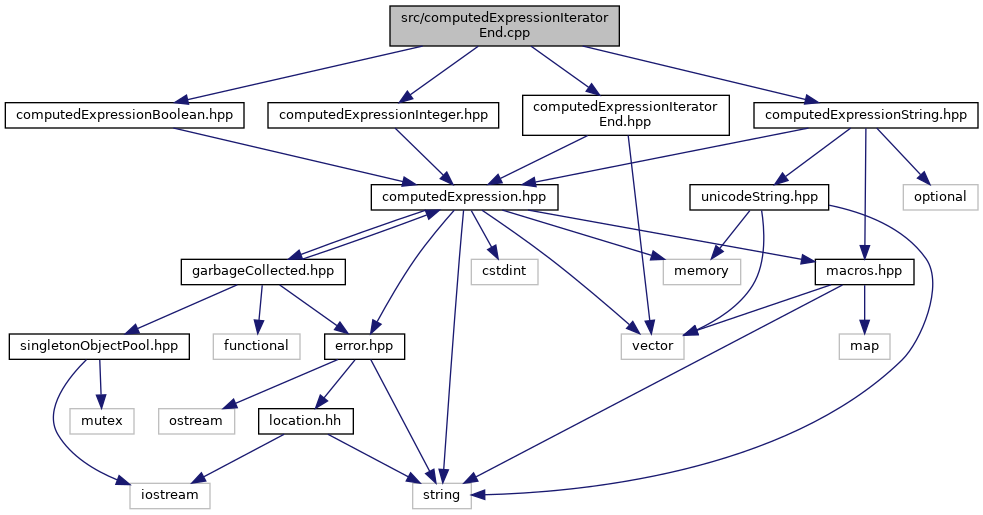 src/computedExpressionIterator
End.cpp
computedExpressionBoolean.hpp
computedExpressionInteger.hpp
computedExpressionIterator
End.hpp
computedExpressionString.hpp
computedExpression.hpp
unicodeString.hpp
optional
garbageCollected.hpp
cstdint
memory
macros.hpp
singletonObjectPool.hpp
functional
error.hpp
vector
map
mutex
ostream
location.hh
iostream
string